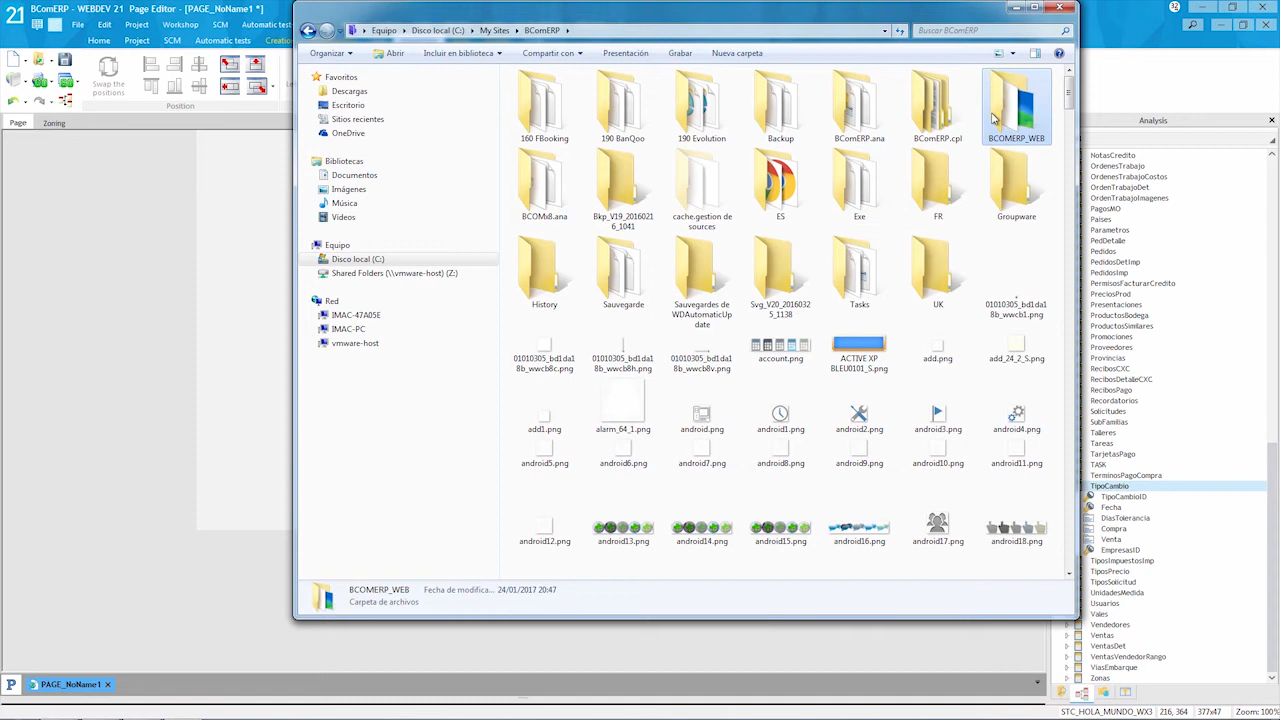 21 BComERP - WEBDEV 21 Page Editor - [PAGE_NoName1 *]
File Edit Project Workshop Automatic tests
Home Project SCM Automatic tests Creation
Swap the positions
Position
Page Zoning
Equipo Disco local (C:) My Sites BComERP
Buscar BComERP
Organizar Abrir Incluir en biblioteca Compartir con Presentación Grabar Nueva carpeta
Favoritos
Descargas
Escritorio
Sitios recientes
OneDrive
Bibliotecas
Documentos
Imágenes
Música
Vídeos
Equipo
Disco local (C:)
Shared Folders (\\vmware-host) (Z:)
Red
IMAC-47A05E
IMAC-PC
vmware-host
160 FBooking 190 BanQoo 190 Evolution Backup BComERP.ana BComERP.cpl BCOMERP_WEB
BCOMx8.ana Bkp_V19_20160216_1041 cache.gestion de sources ES Exe FR Groupware
History Sauvegarde Sauvegardes de WDAutomaticUpdate Svg_V20_20160325_1138 Tasks UK 01010305_bd1da18b_wwcb1.png
01010305_bd1da18b_wwcb8c.png 01010305_bd1da18b_wwcb8h.png 01010305_bd1da18b_wwcb8v.png account.png ACTIVE XP BLEU0101_S.png add.png add_24_2_S.png
add1.png alarm_64_1.png android.png android1.png android2.png android3.png android4.png
android5.png android6.png android7.png android8.png android9.png android10.png android11.png
android12.png android13.png android14.png android15.png android16.png android17.png android18.png
BCOMERP_WEB Fecha de modifica... 24/01/2017 20:47
Carpeta de archivos
32
Analysis
NotasCredito
OrdenesTrabajo
OrdenesTrabajoCostos
OrdenTrabajoDet
OrdenTrabajoImagenes
PagosMO
Paises
Parametros
PedDetalle
Pedidos
PedidosDetImp
PedidosImp
PermisosFacturarCredito
PreciosProd
Presentaciones
ProductosBodega
ProductosSimilares
Promociones
Proveedores
Provincias
RecibosCXC
RecibosDetalleCXC
RecibosPago
Recordatorios
Solicitudes
SubFamilias
Talleres
Tareas
TarjetasPago
TASK
TerminosPagoCompra
TipoCambio
TipoCambioID
Fecha
DiasTolerancia
Compra
Venta
EmpresasID
TiposImpuestosImp
TiposPrecio
TiposSolicitud
UnidadesMedida
Usuarios
Vales
Vendedores
Ventas
VentasDet
VentasVendedorRango
ViasEmbarque
Zonas
P PAGE_NoName1
STC_HOLA_MUNDO_WX3 216, 364 377x47 Zoom: 100%